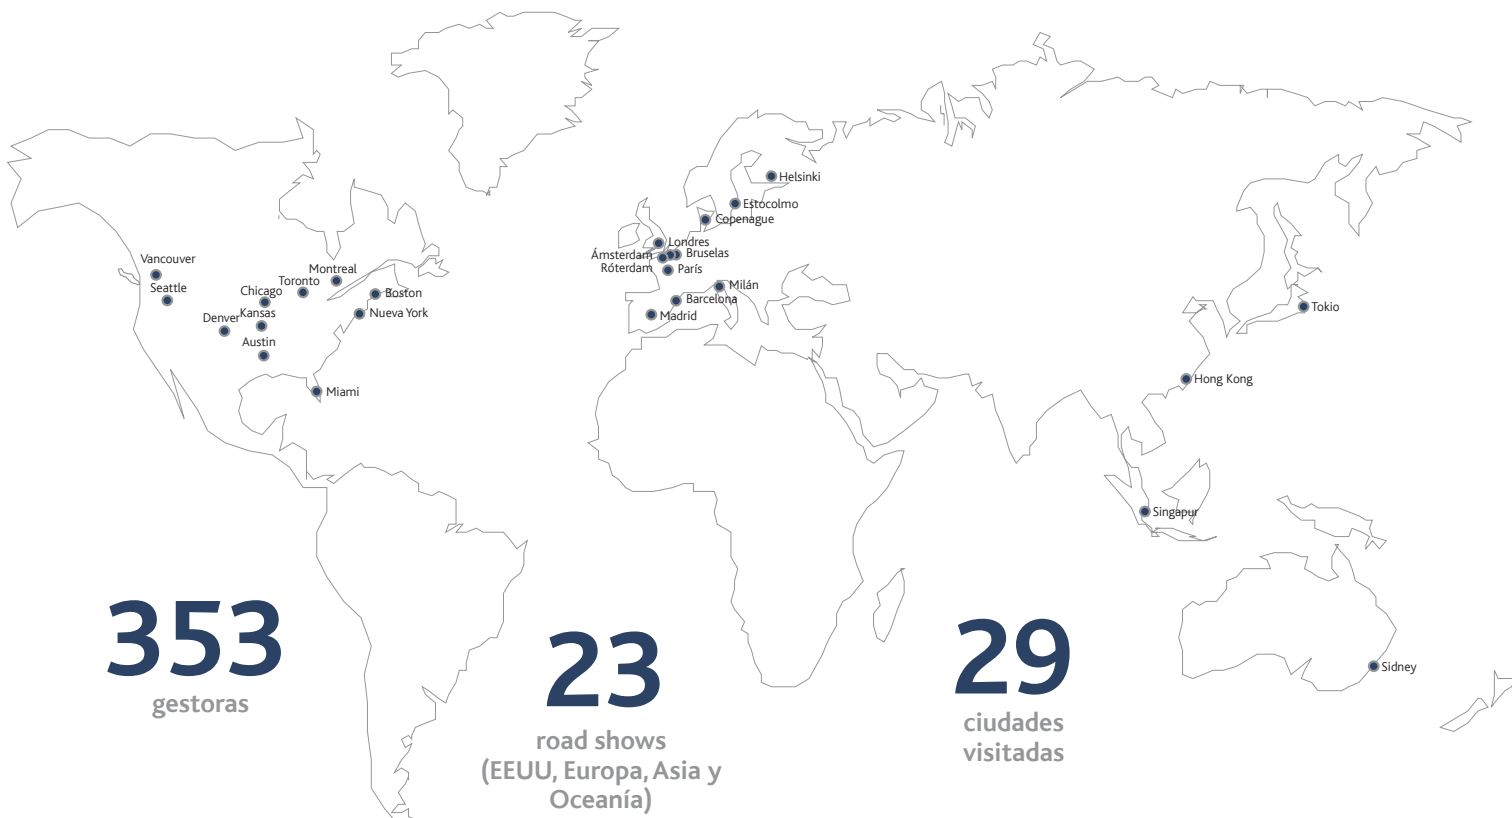 Helsinki
Estocolmo
Copenague
Londres
Ámsterdam
Bruselas
Vancouver
Róterdam
París
Montreal
Toronto
Seattle
Milán
Chicago
Boston
Barcelona
Tokio
Kansas
Nueva York
Denver
Madrid
Austin
Hong Kong
Miami
Singapur
353
gestoras
23
road shows
(EEUU, Europa, Asia y
Oceanía)
29
ciudades
visitadas
Sidney